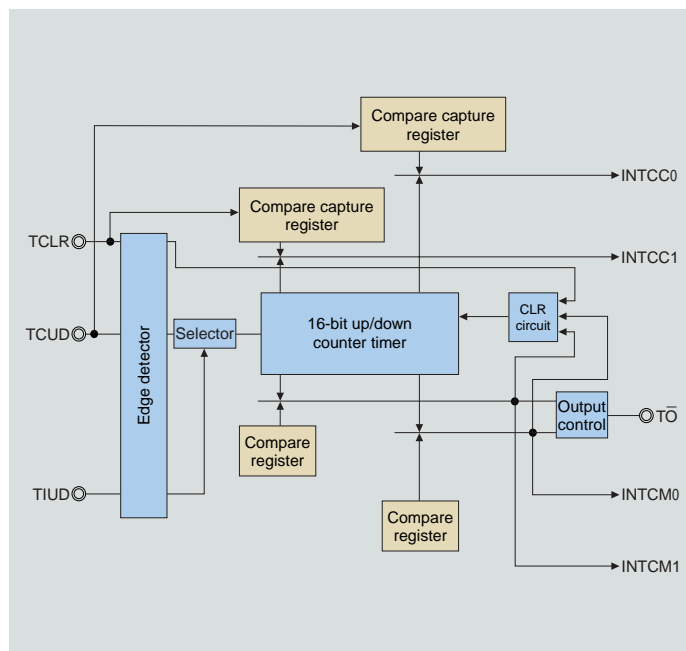 Compare capture
register
INTCC0
Compare capture
register
TCLR
INTCC1
16-bit up/down
counter timer
CLR
circuit
TCUD
Selector
Edge detector
Output
control
TO̅
Compare
register
TIUD
INTCM0
Compare
register
INTCM1